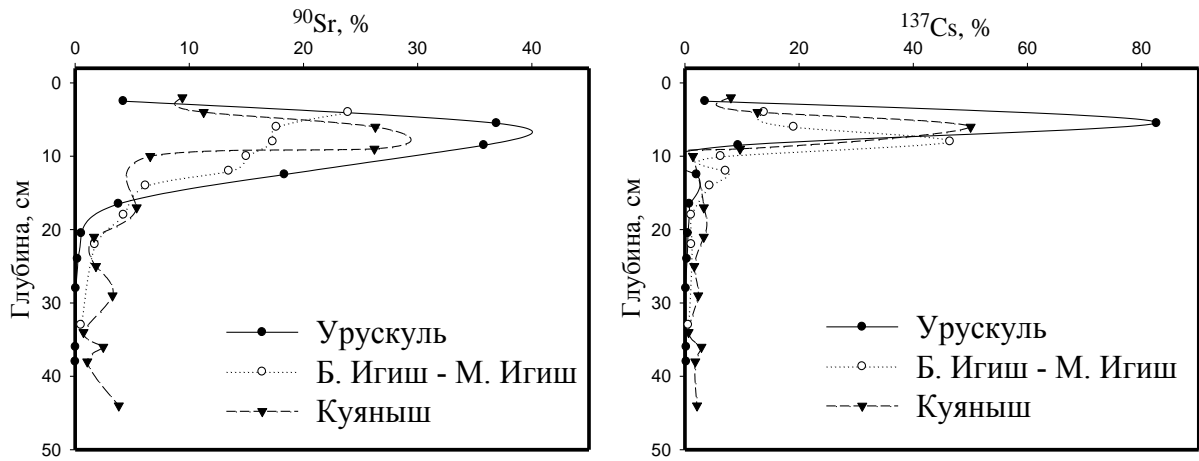 ⁹⁰Sr, %
0 10 20 30 40
0
10
20
30
40
50
Глубина, см
Урускуль
Б. Игиш - М. Игиш
Куяныш
¹³⁷Cs, %
0 20 40 60 80
0
10
20
30
40
50
Глубина, см
Урускуль
Б. Игиш - М. Игиш
Куяныш